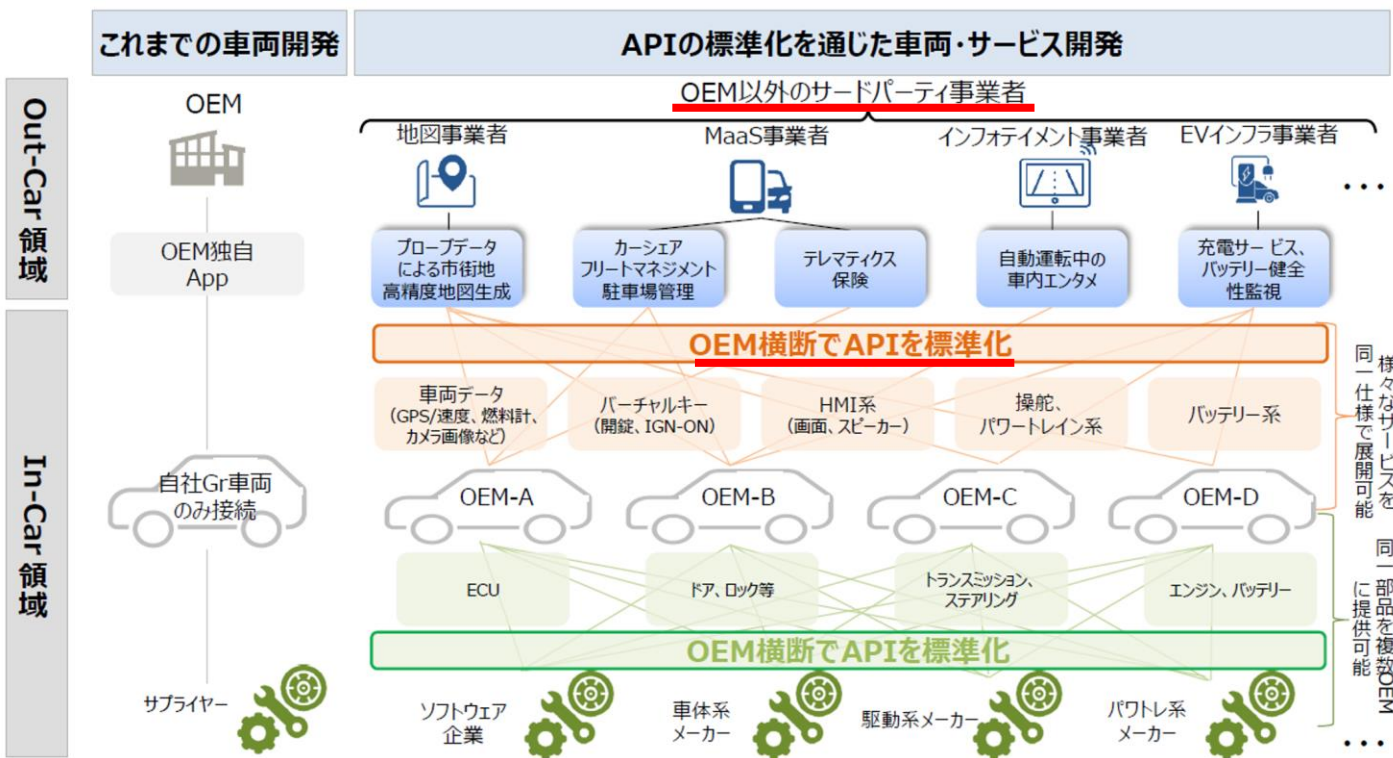 これまでの車両開発
APIの標準化を通じた車両・サービス開発
Out-Car 領域
OEM
OEM独自
App
OEM以外のサードパーティ事業者
地図事業者
MaaS事業者
インフォテイメント事業者
EVインフラ事業者
・・・
プローブデータ
による市街地
高精度地図生成
カーシェア
フリートマネジメント
駐車場管理
テレマティクス
保険
自動運転中の
車内エンタメ
充電サービス、
バッテリー健全
性監視
In-Car 領域
自社Gr車両
のみ接続
サプライヤー
OEM横断でAPIを標準化
車両データ
(GPS/速度、燃料計、
カメラ画像など)
バーチャルキー
(開錠、IGN-ON)
HMI系
(画面、スピーカー)
操舵、
パワートレイン系
バッテリー系
様々なサービスを
同一仕様で展開可能
OEM-A
OEM-B
OEM-C
OEM-D
ECU
ドア、ロック等
トランスミッション、
ステアリング
エンジン、バッテリー
OEM横断でAPIを標準化
同一部品を複数OEM
に提供可能
ソフトウェア
企業
車体系
メーカー
駆動系メーカー
パワトレ系
メーカー
・・・